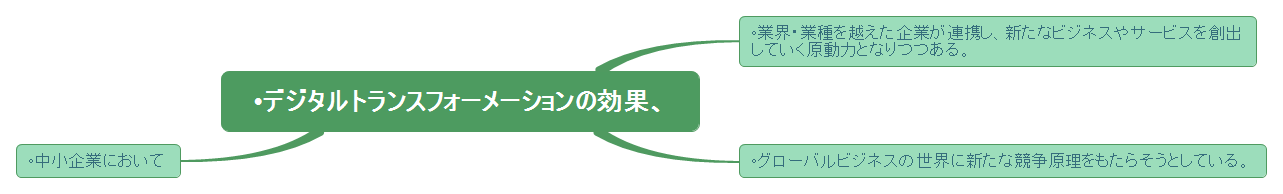 •業界・業種を越えた企業が連携し、新たなビジネスやサービスを創出
していく原動力となりつつある。
•デジタルトランスフォーメーションの効果、
•中小企業において
•グローバルビジネスの世界に新たな競争原理をもたらそうとしている。